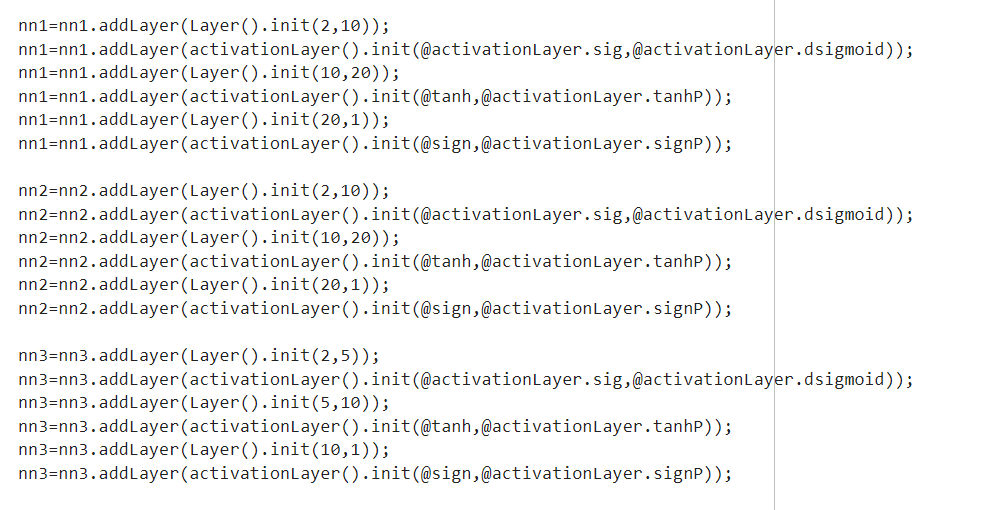 nn1=nn1.addLayer(Layer().init(2,10));
nn1=nn1.addLayer(activationLayer().init(@activationLayer.sig,@activationLayer.dsigmoid));
nn1=nn1.addLayer(Layer().init(10,20));
nn1=nn1.addLayer(activationLayer().init(@tanh,@activationLayer.tanhP));
nn1=nn1.addLayer(Layer().init(20,1));
nn1=nn1.addLayer(activationLayer().init(@sign,@activationLayer.signP));
nn2=nn2.addLayer(Layer().init(2,10));
nn2=nn2.addLayer(activationLayer().init(@activationLayer.sig,@activationLayer.dsigmoid));
nn2=nn2.addLayer(Layer().init(10,20));
nn2=nn2.addLayer(activationLayer().init(@tanh,@activationLayer.tanhP));
nn2=nn2.addLayer(Layer().init(20,1));
nn2=nn2.addLayer(activationLayer().init(@sign,@activationLayer.signP));
nn3=nn3.addLayer(Layer().init(2,5));
nn3=nn3.addLayer(activationLayer().init(@activationLayer.sig,@activationLayer.dsigmoid));
nn3=nn3.addLayer(Layer().init(5,10));
nn3=nn3.addLayer(activationLayer().init(@tanh,@activationLayer.tanhP));
nn3=nn3.addLayer(Layer().init(10,1));
nn3=nn3.addLayer(activationLayer().init(@sign,@activationLayer.signP));